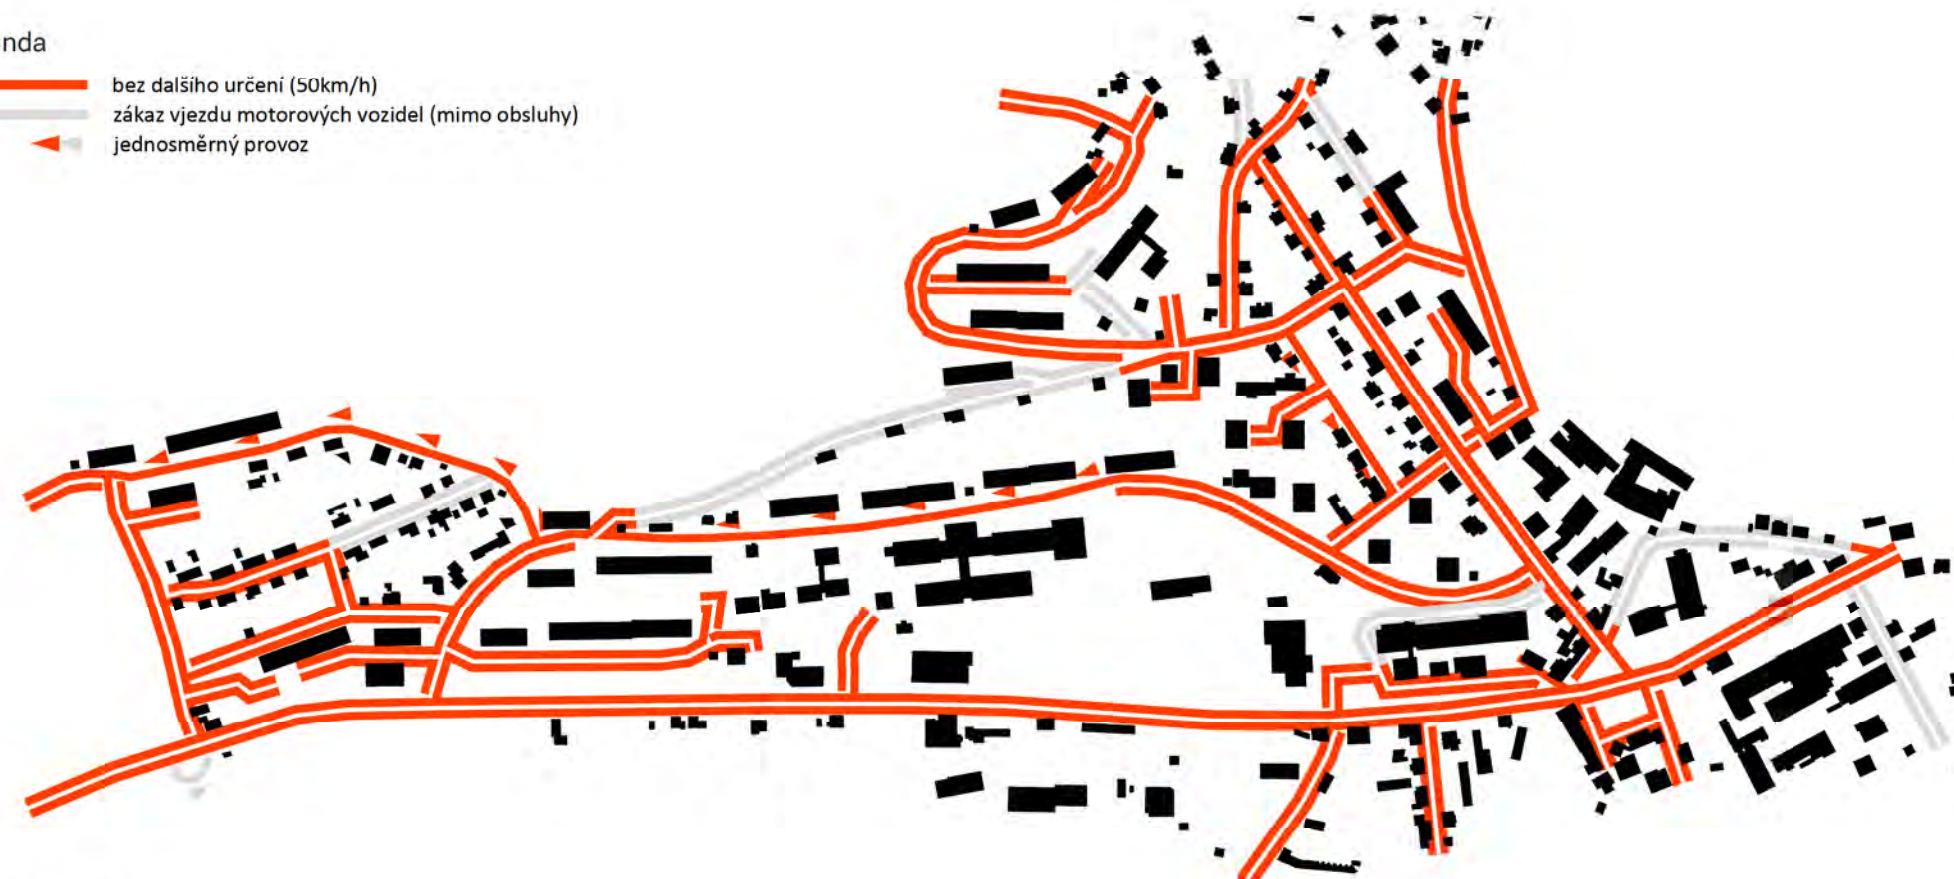 nda
bez dalšího určení (50km/h)
zákaz vjezdu motorových vozidel (mimo obsluhy)
jednosměrný provoz